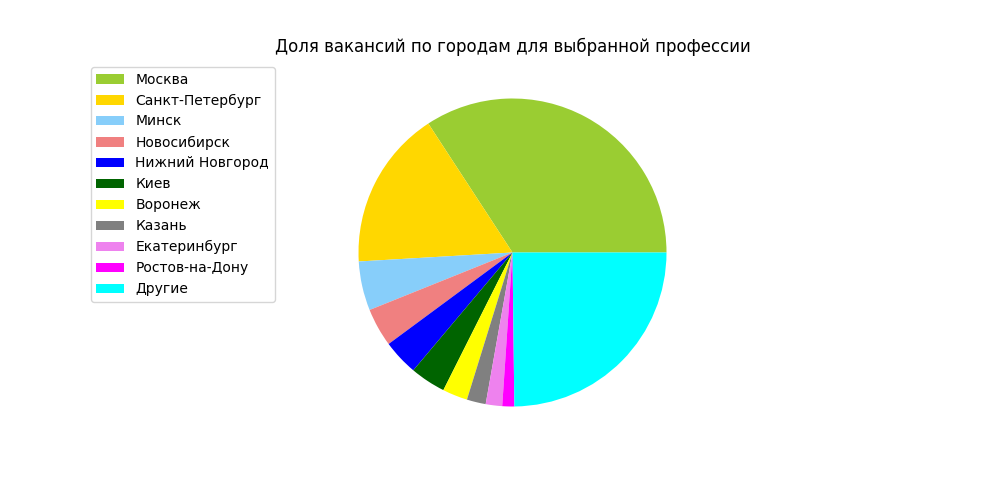 Доля вакансий по городам для выбранной профессии
Москва
Санкт-Петербург
Минск
Новосибирск
Нижний Новгород
Киев
Воронеж
Казань
Екатеринбург
Ростов-на-Дону
Другие